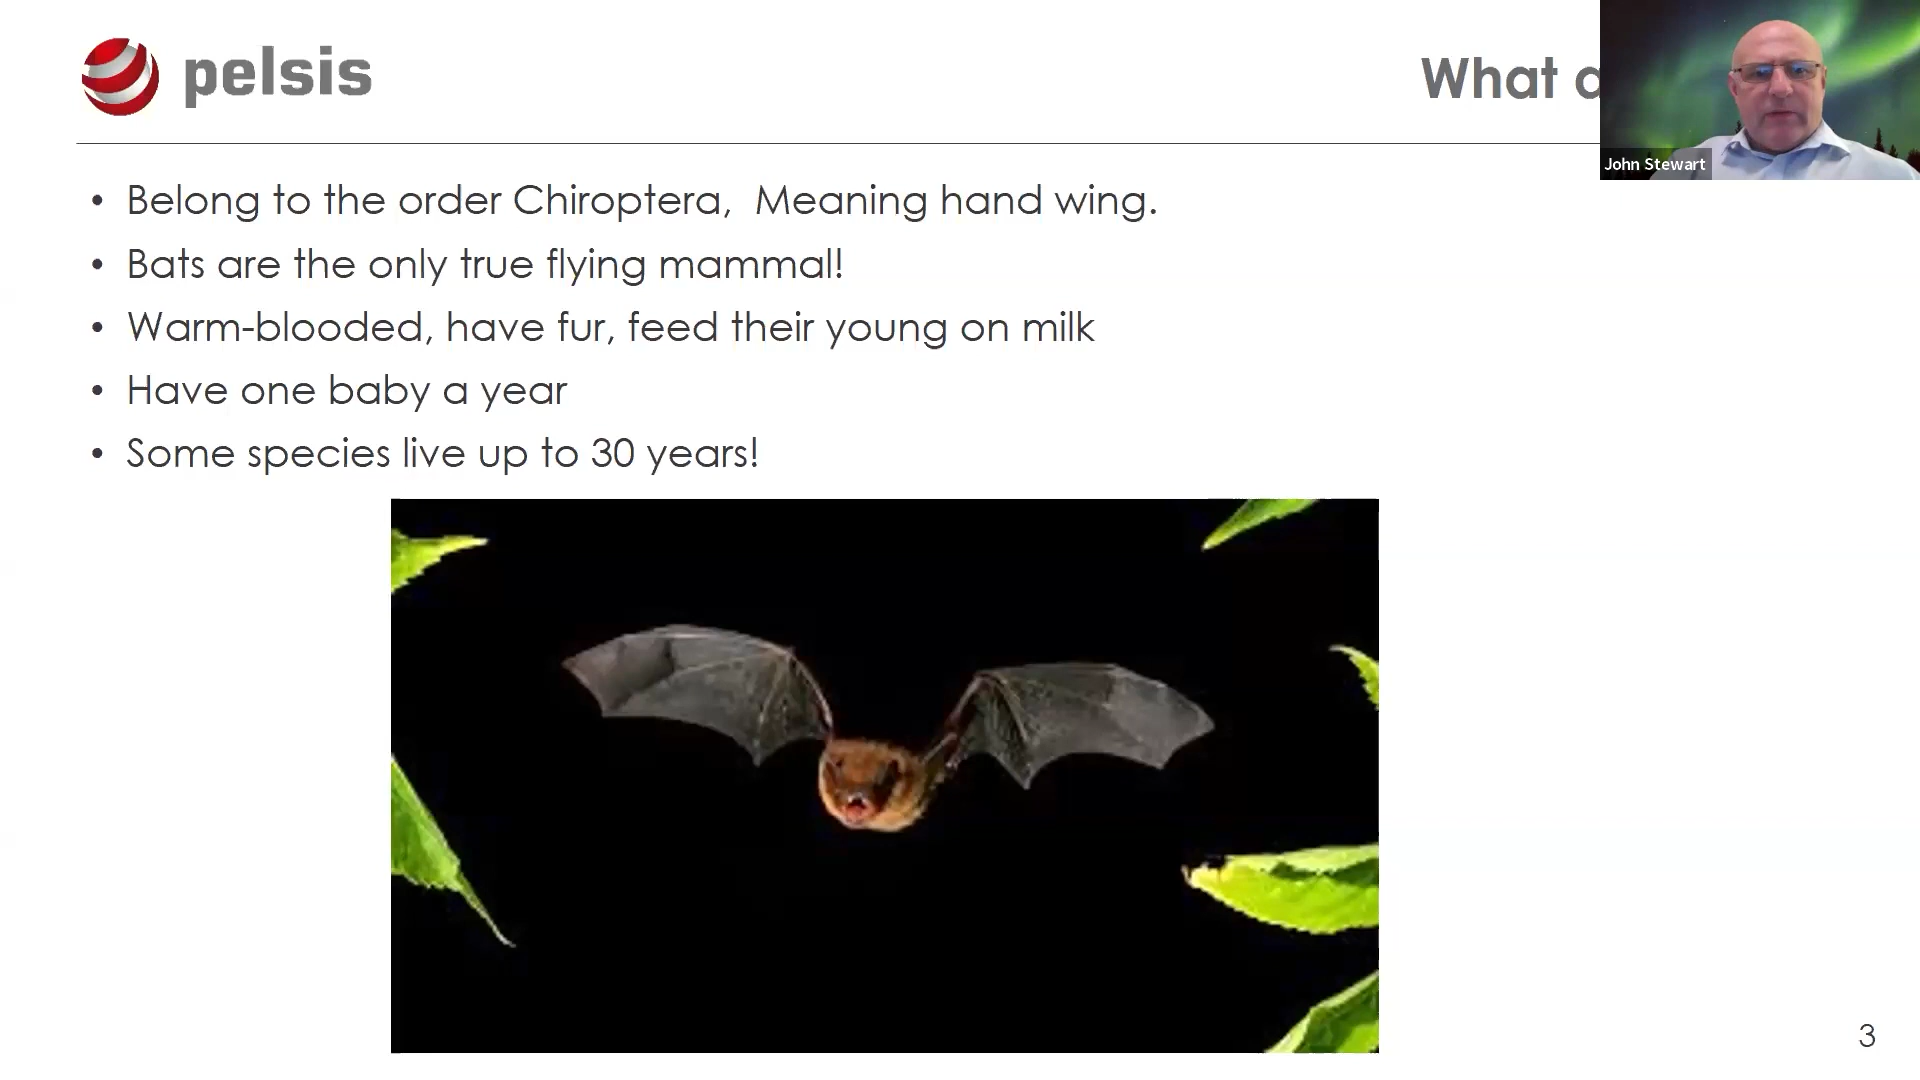 pelsis
What
John Stewart
• Belong to the order Chiroptera, Meaning hand wing.
• Bats are the only true flying mammal!
• Warm-blooded, have fur, feed their young on milk
• Have one baby a year
• Some species live up to 30 years!
3